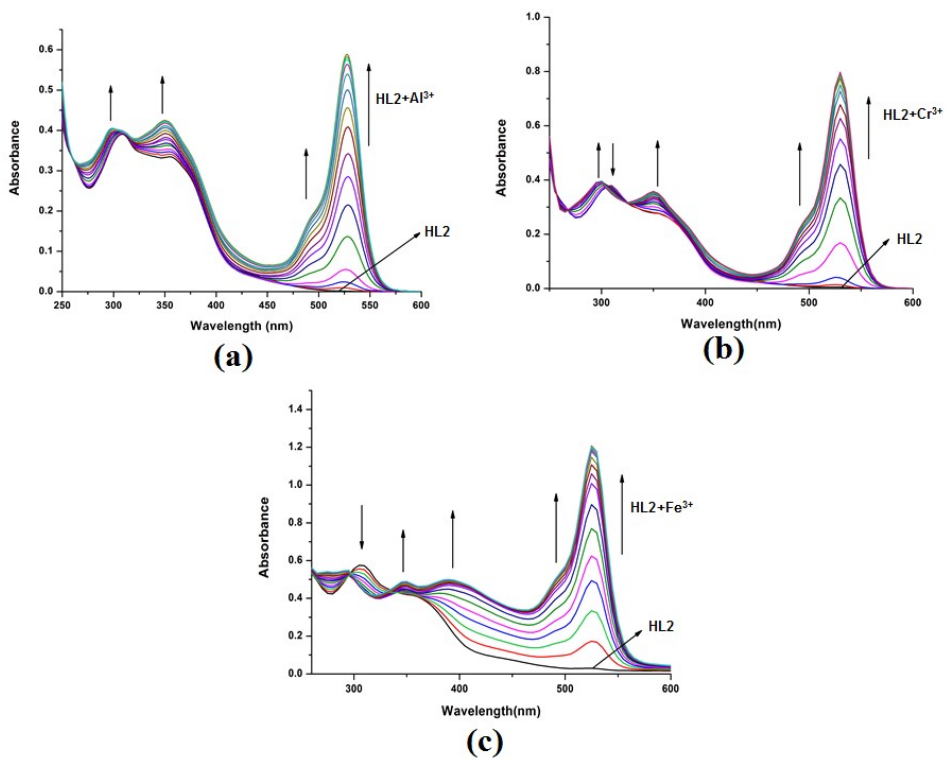 0.6
0.5
0.4
0.3
0.2
0.1
0.0
Absorbance
HL2+Al³⁺
HL2
250 300 350 400 450 500 550 600
Wavelength (nm)
(a)
1.0
0.8
0.6
0.4
0.2
0.0
Absorbance
HL2+Cr³⁺
HL2
300 400 500 600
Wavelength(nm)
(b)
1.4
1.2
1.0
0.8
0.6
0.4
0.2
0.0
Absorbance
HL2+Fe³⁺
HL2
300 400 500 600
Wavelength(nm)
(c)